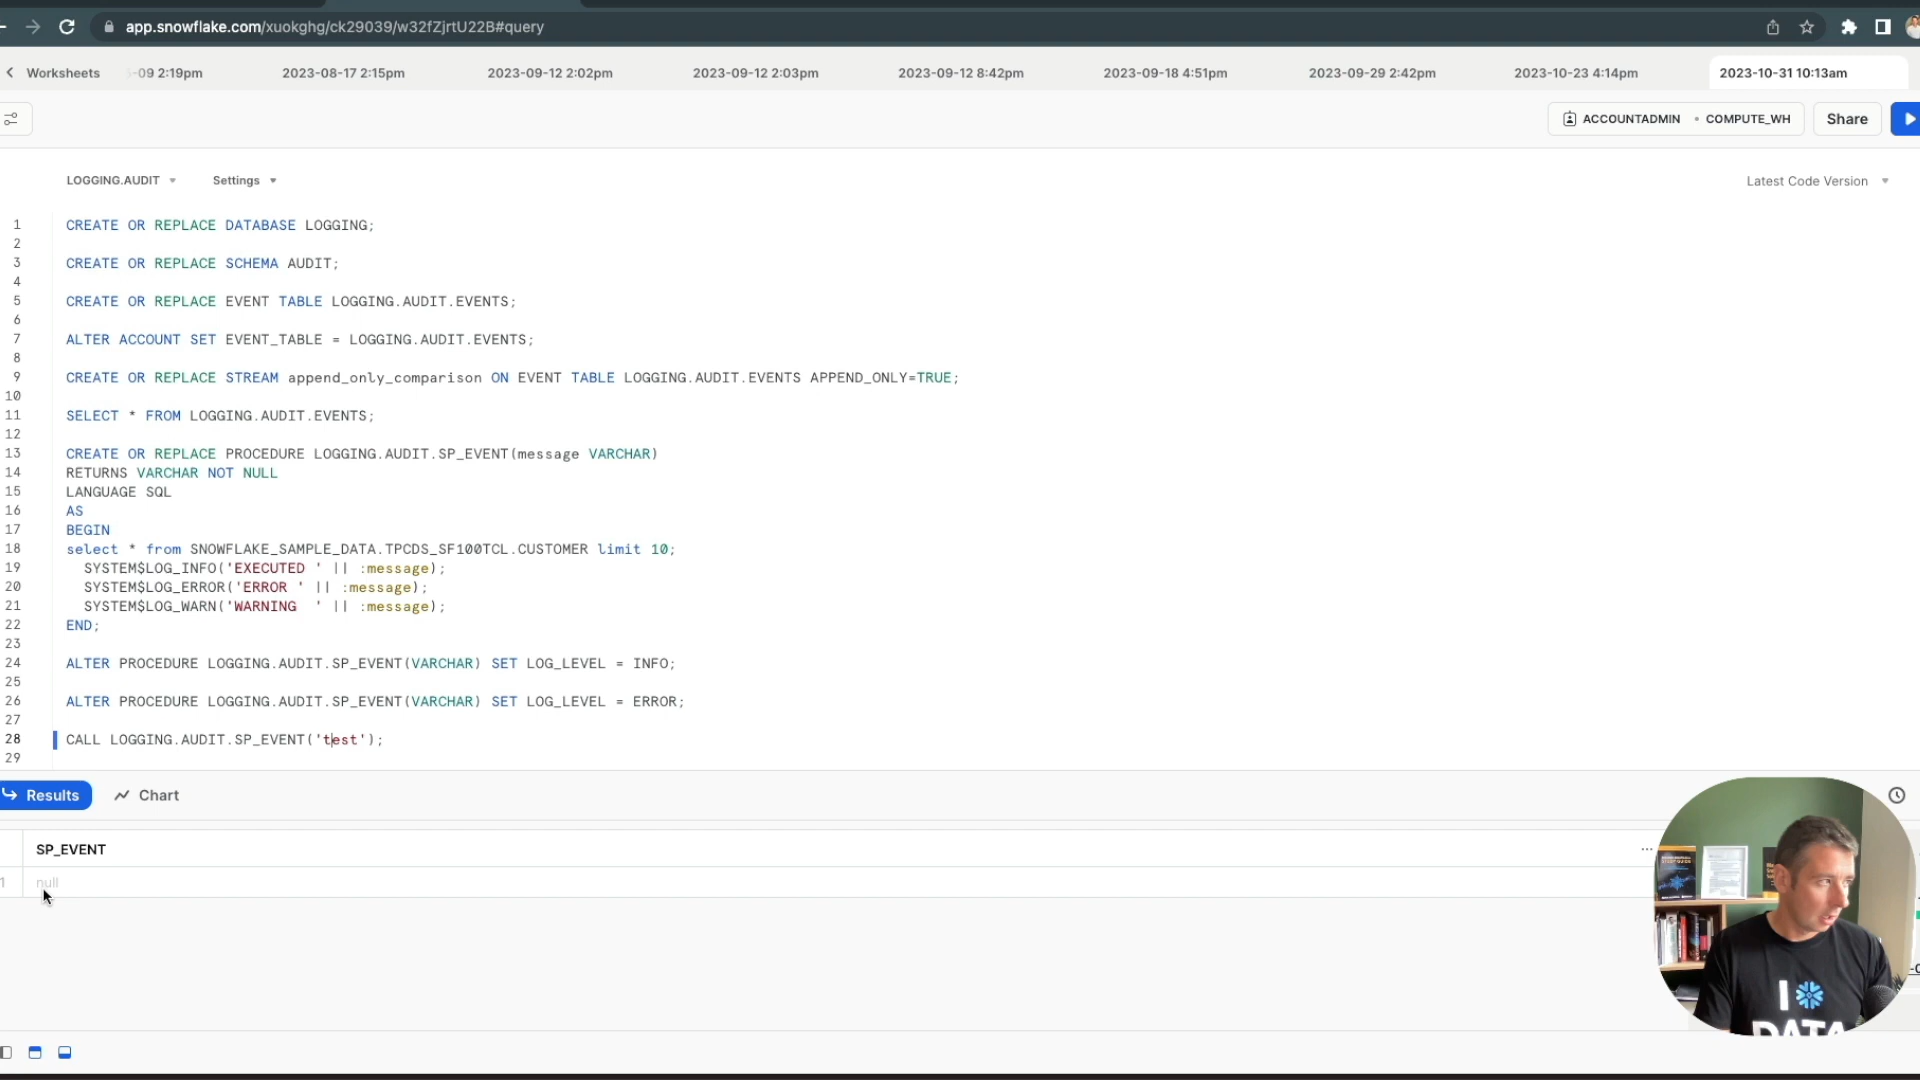 app.snowflake.com/xuokghg/ck29039/w32fZjrtU22B#query
Worksheets
-09 2:19pm
2023-08-17 2:15pm
2023-09-12 2:02pm
2023-09-12 2:03pm
2023-09-12 8:42pm
2023-09-18 4:51pm
2023-09-29 2:42pm
2023-10-23 4:14pm
2023-10-31 10:13am
ACCOUNTADMIN • COMPUTE_WH
Share
LOGGING.AUDIT
Settings
Latest Code Version
1 CREATE OR REPLACE DATABASE LOGGING;
2
3 CREATE OR REPLACE SCHEMA AUDIT;
4
5 CREATE OR REPLACE EVENT TABLE LOGGING.AUDIT.EVENTS;
6
7 ALTER ACCOUNT SET EVENT_TABLE = LOGGING.AUDIT.EVENTS;
8
9 CREATE OR REPLACE STREAM append_only_comparison ON EVENT TABLE LOGGING.AUDIT.EVENTS APPEND_ONLY=TRUE;
10
11 SELECT * FROM LOGGING.AUDIT.EVENTS;
12
13 CREATE OR REPLACE PROCEDURE LOGGING.AUDIT.SP_EVENT(message VARCHAR)
14 RETURNS VARCHAR NOT NULL
15 LANGUAGE SQL
16 AS
17 BEGIN
18 select * from SNOWFLAKE_SAMPLE_DATA.TPCDS_SF100TCL.CUSTOMER limit 10;
19 SYSTEM$LOG_INFO('EXECUTED ' || :message);
20 SYSTEM$LOG_ERROR('ERROR ' || :message);
21 SYSTEM$LOG_WARN('WARNING  ' || :message);
22 END;
23
24 ALTER PROCEDURE LOGGING.AUDIT.SP_EVENT(VARCHAR) SET LOG_LEVEL = INFO;
25
26 ALTER PROCEDURE LOGGING.AUDIT.SP_EVENT(VARCHAR) SET LOG_LEVEL = ERROR;
27
28 CALL LOGGING.AUDIT.SP_EVENT('test');
29
Results
Chart
SP_EVENT
1 null
I
DATA